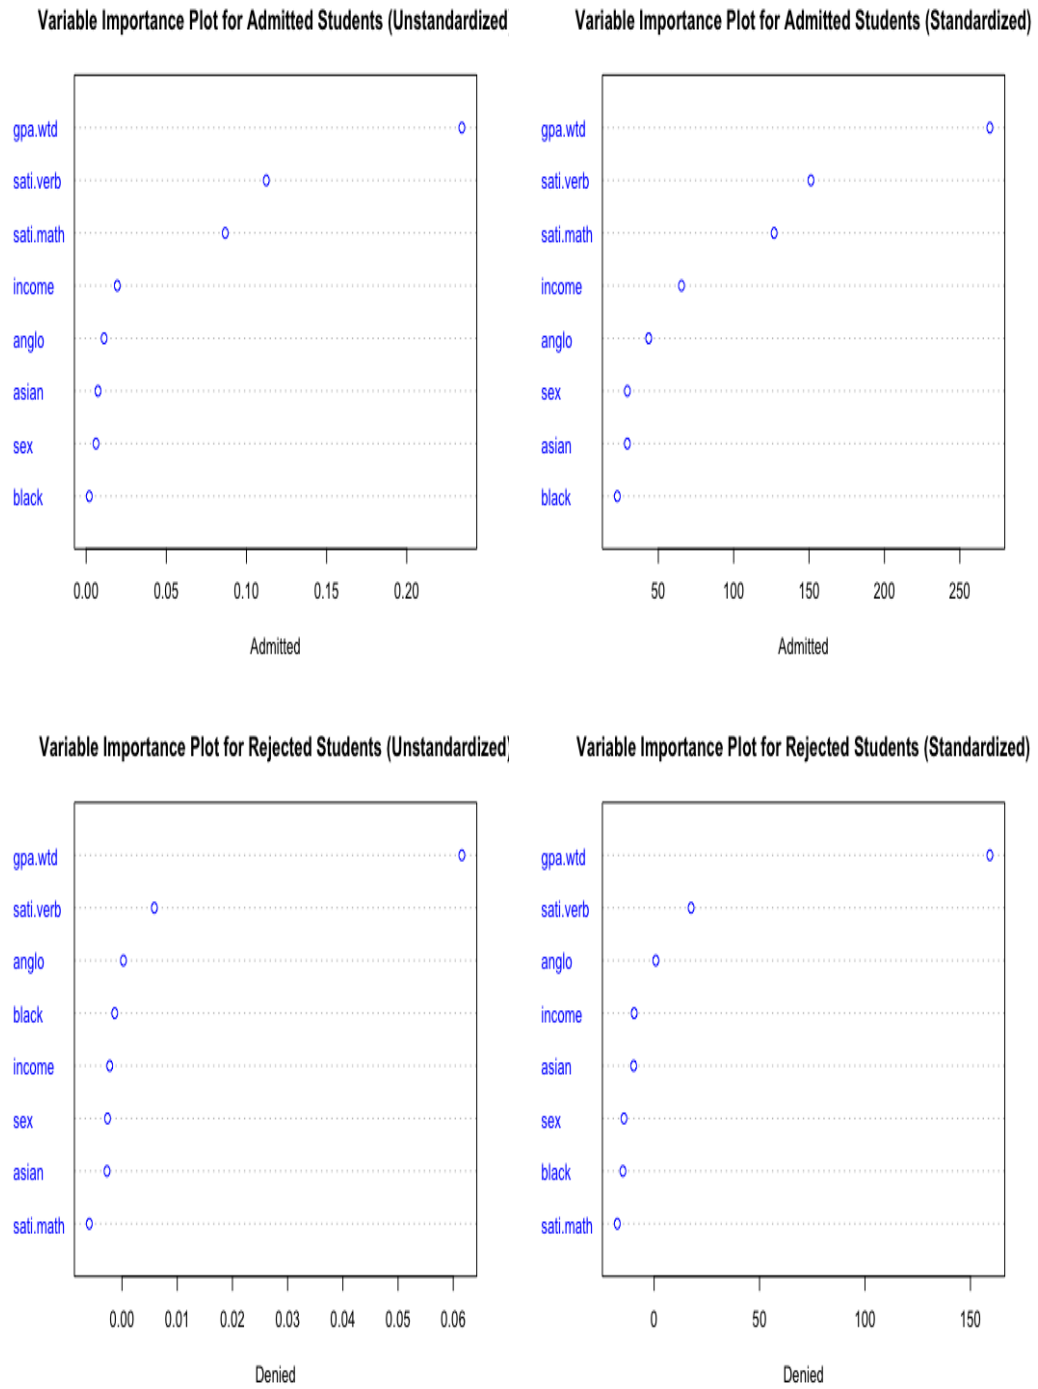 Variable Importance Plot for Admitted Students (Unstandardized)
gpa.wtd
sati.verb
sati.math
income
anglo
asian
sex
black
0.00 0.05 0.10 0.15 0.20
Admitted
Variable Importance Plot for Admitted Students (Standardized)
gpa.wtd
sati.verb
sati.math
income
anglo
sex
asian
black
50 100 150 200 250
Admitted
Variable Importance Plot for Rejected Students (Unstandardized)
gpa.wtd
sati.verb
anglo
black
income
sex
asian
sati.math
0.00 0.01 0.02 0.03 0.04 0.05 0.06
Denied
Variable Importance Plot for Rejected Students (Standardized)
gpa.wtd
sati.verb
anglo
income
asian
sex
black
sati.math
0 50 100 150
Denied